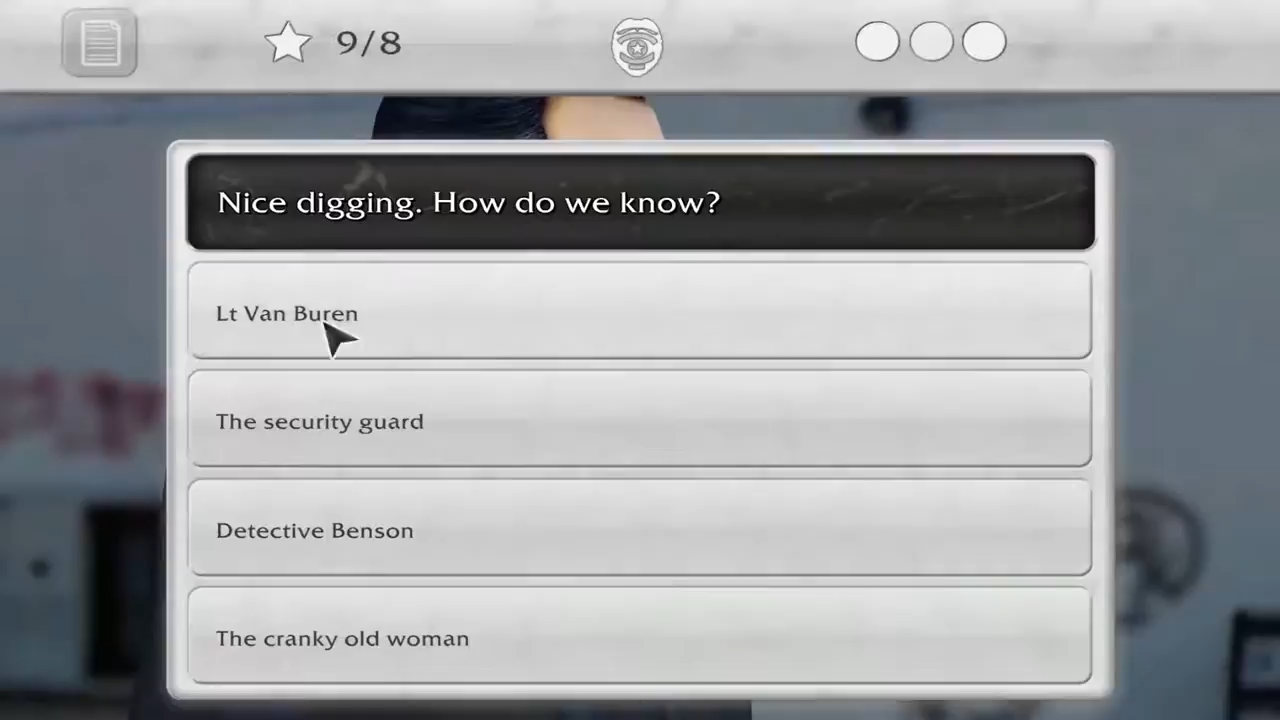 9/8
Nice digging. How do we know?
Lt Van Buren
The security guard
Detective Benson
The cranky old woman